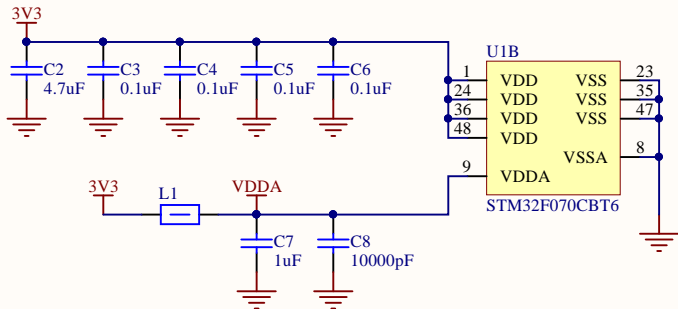 3V3
C2
4.7uF
C3
0.1uF
C4
0.1uF
C5
0.1uF
C6
0.1uF
U1B
1 VDD VSS 23
24 VDD VSS 35
36 VDD VSS 47
48 VDD
VSSA 8
9 VDDA
STM32F070CBT6
3V3
L1
VDDA
C7
1uF
C8
10000pF